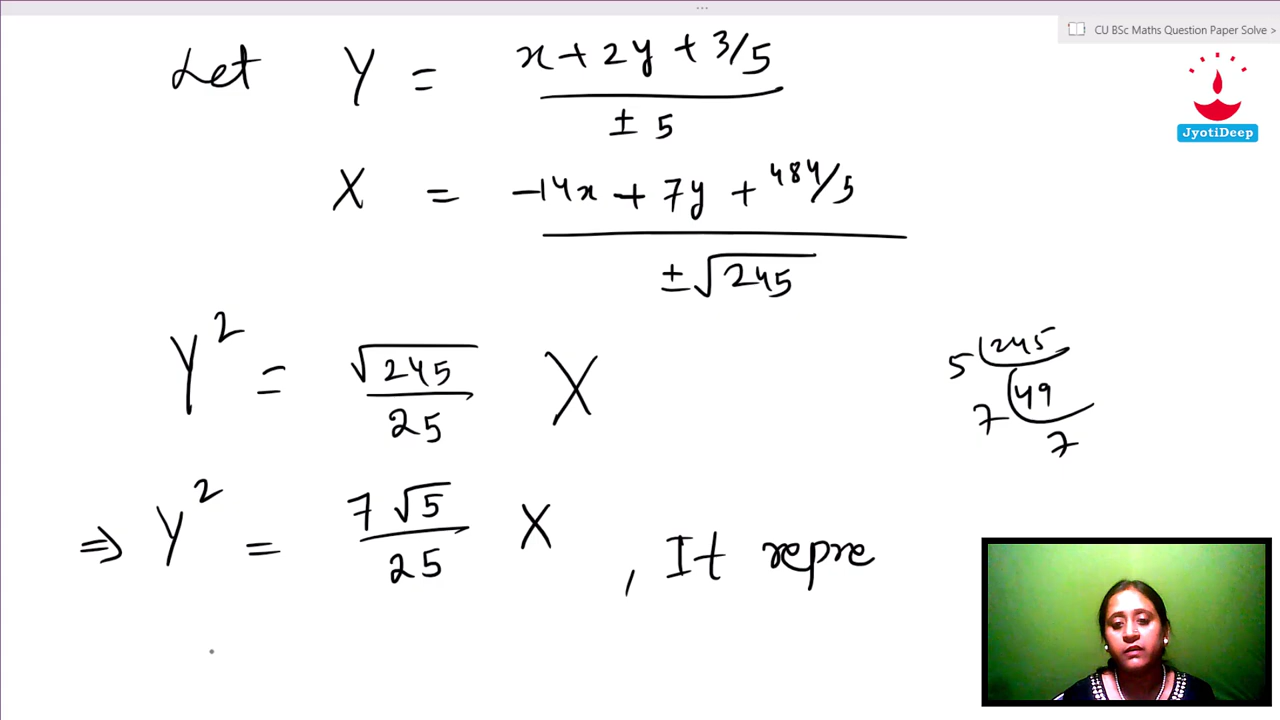 CU BSc Maths Question Paper Solve >
JyotiDeep
Let Y = (x + 2y + 3/5) / (± 5)
X = (-14x + 7y + 484/5) / (± √245)
Y² = (√245 / 25) X
5 | 245
7 | 49
7
⇒ Y² = (7√5 / 25) X , It repre